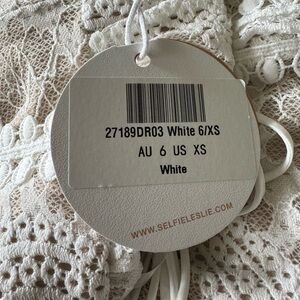 27189DR03 White 6/XS
AU 6 US XS
White
WWW.SELFIELESLIE.COM